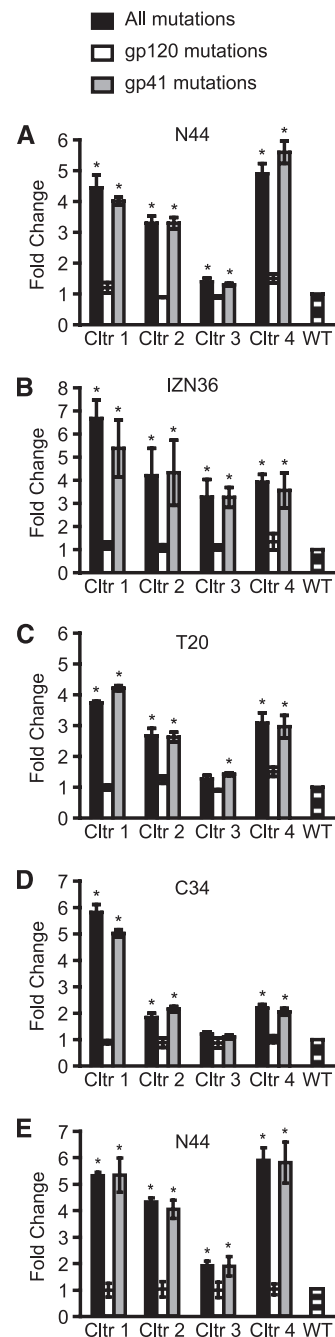 All mutations
gp120 mutations
gp41 mutations
A
N44
Fold Change
6
5
4
3
2
1
0
* * * * * * * *
Cltr 1 Cltr 2 Cltr 3 Cltr 4 WT
B
IZN36
Fold Change
8
7
6
5
4
3
2
1
0
* * * * * * * *
Cltr 1 Cltr 2 Cltr 3 Cltr 4 WT
C
T20
Fold Change
6
5
4
3
2
1
0
* * * * * * *
Cltr 1 Cltr 2 Cltr 3 Cltr 4 WT
D
C34
Fold Change
7
6
5
4
3
2
1
0
* * * * * *
Cltr 1 Cltr 2 Cltr 3 Cltr 4 WT
E
N44
Fold Change
7
6
5
4
3
2
1
0
* * * * * * * *
Cltr 1 Cltr 2 Cltr 3 Cltr 4 WT